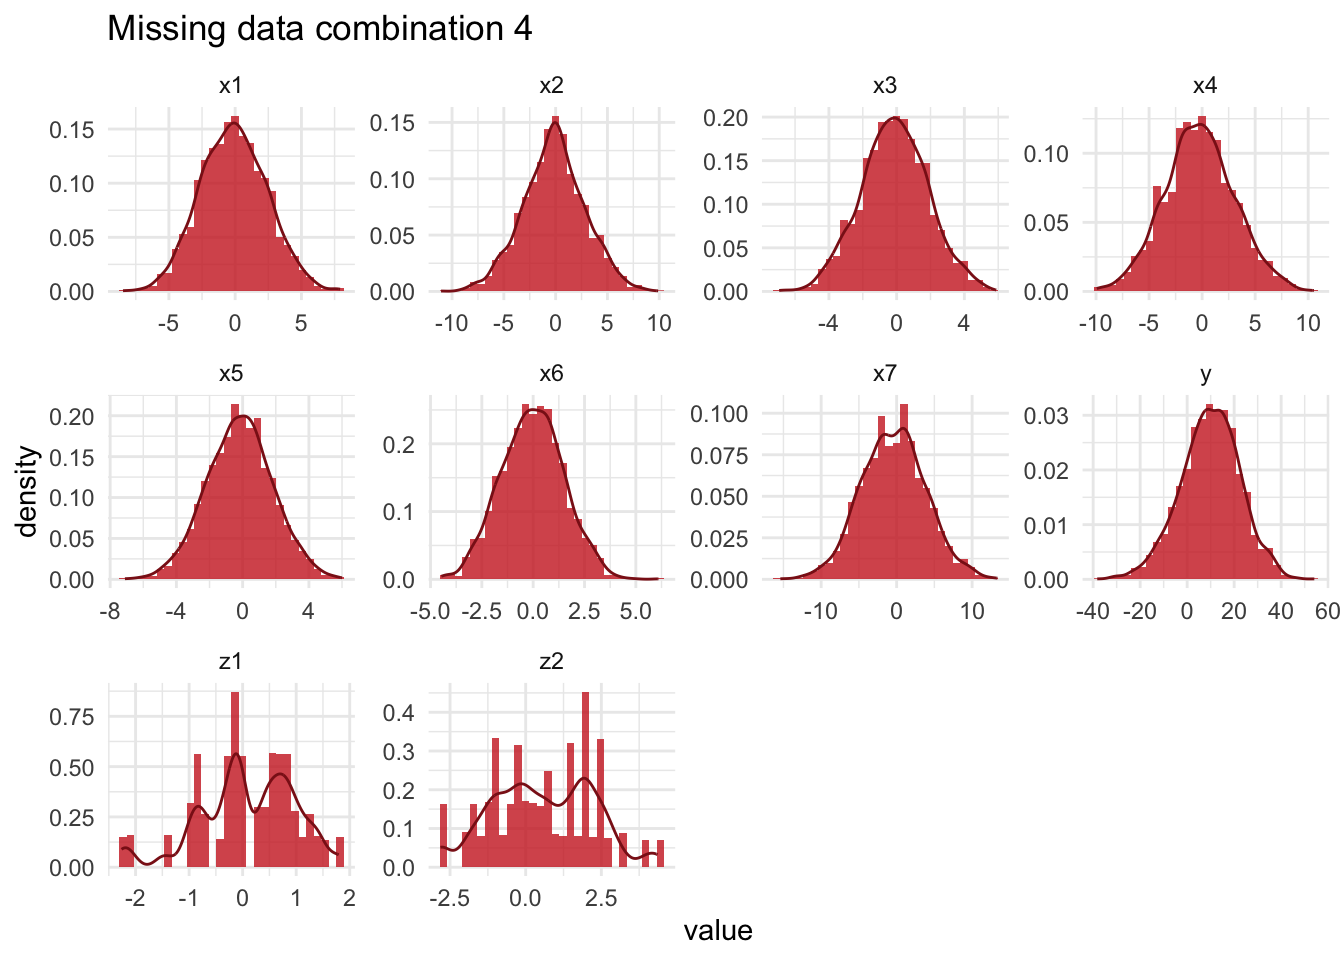 Missing data combination 4
x1 x2 x3 x4
0.15 0.15 0.20 0.10
0.10 0.10 0.15 0.05
0.05 0.05 0.10 0.00
0.00 0.00 0.05
0.00
-5 0 5 -10 -5 0 5 10 -4 0 4 -10 -5 0 5 10
x5 x6 x7 y
0.20 0.2 0.100 0.03
0.15 0.1 0.075 0.02
0.10 0.0 0.050 0.01
0.05 0.025 0.00
0.00 0.000
-8 -4 0 4 -5.0 -2.5 0.0 2.5 5.0 -10 0 10 -40 -20 0 20 40 60
density
z1 z2
0.75 0.4
0.50 0.3
0.25 0.2
0.00 0.1
0.0
-2 -1 0 1 2 -2.5 0.0 2.5
value